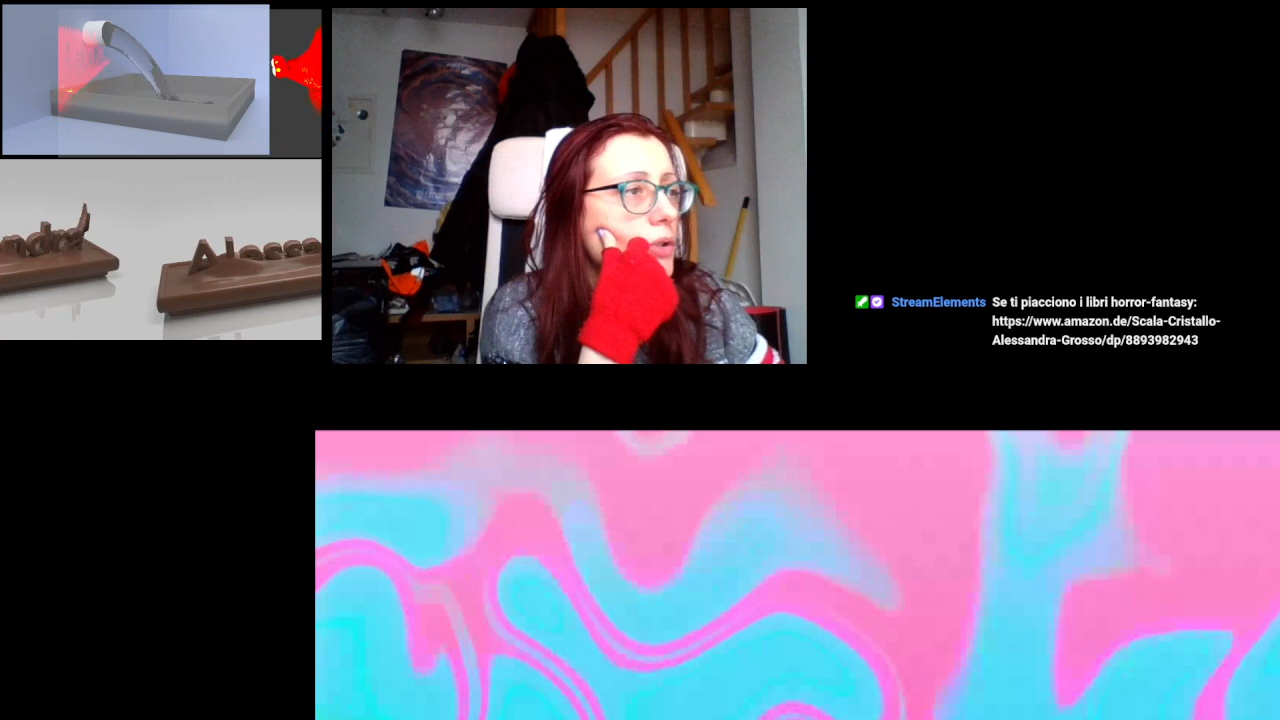 StreamElements Se ti piacciono i libri horror-fantasy:
https://www.amazon.de/Scala-Cristallo-
Alessandra-Grosso/dp/8893982943